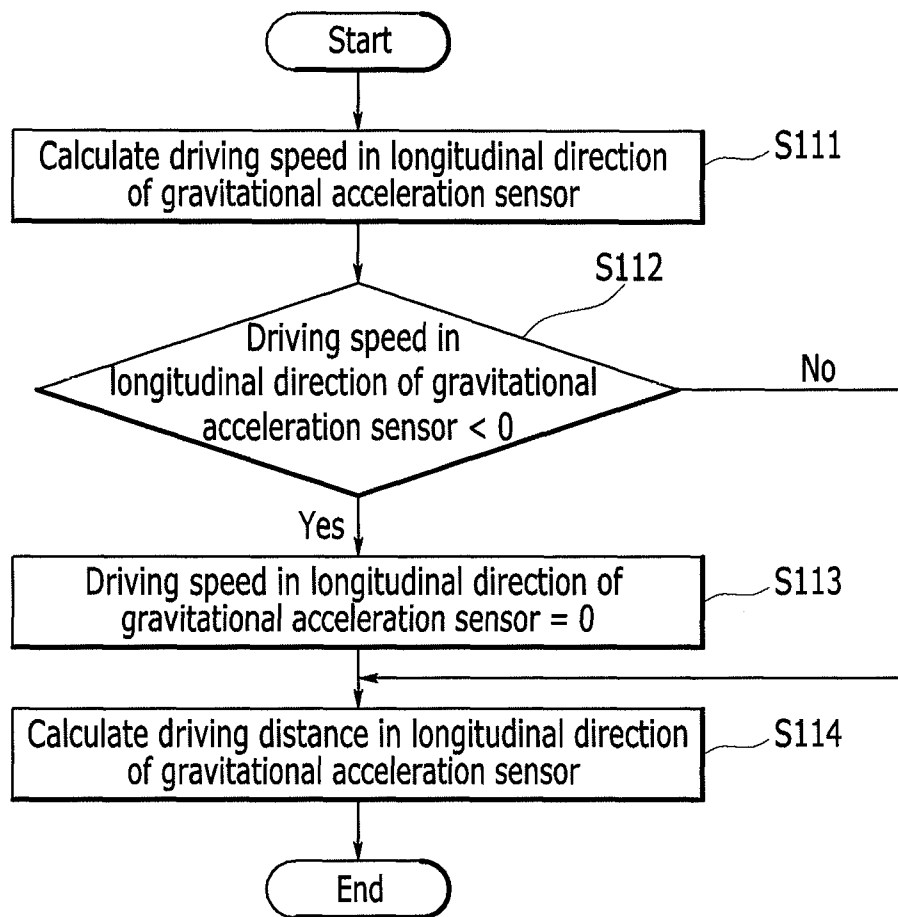 Start
Calculate driving speed in longitudinal direction
of gravitational acceleration sensor
S111
S112
Driving speed in
longitudinal direction of gravitational
acceleration sensor < 0
No
Yes
Driving speed in longitudinal direction of
gravitational acceleration sensor = 0
S113
Calculate driving distance in longitudinal direction
of gravitational acceleration sensor
S114
End